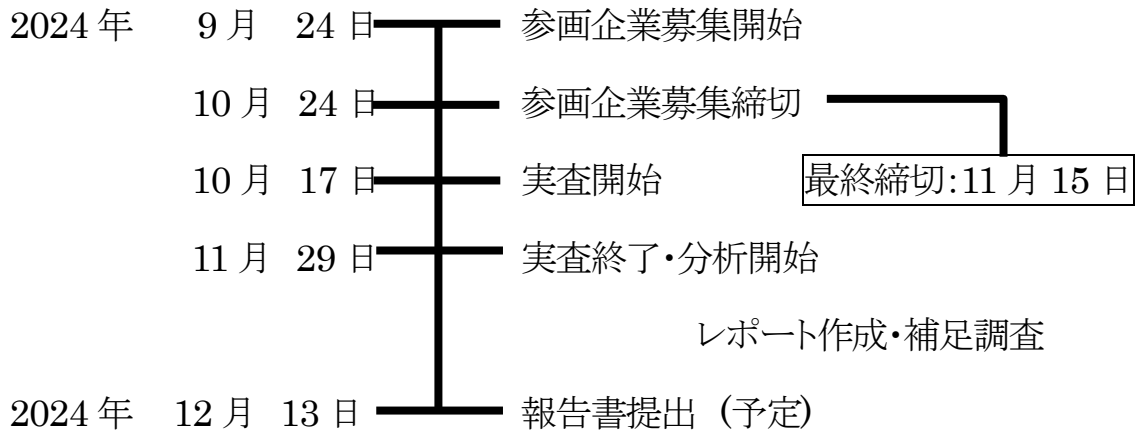 2024年 9月 24日 参画企業募集開始
10月 24日 参画企業募集締切
10月 17日 実査開始 最終締切:11月15日
11月 29日 実査終了・分析開始
レポート作成・補足調査
2024年 12月 13日 報告書提出 (予定)